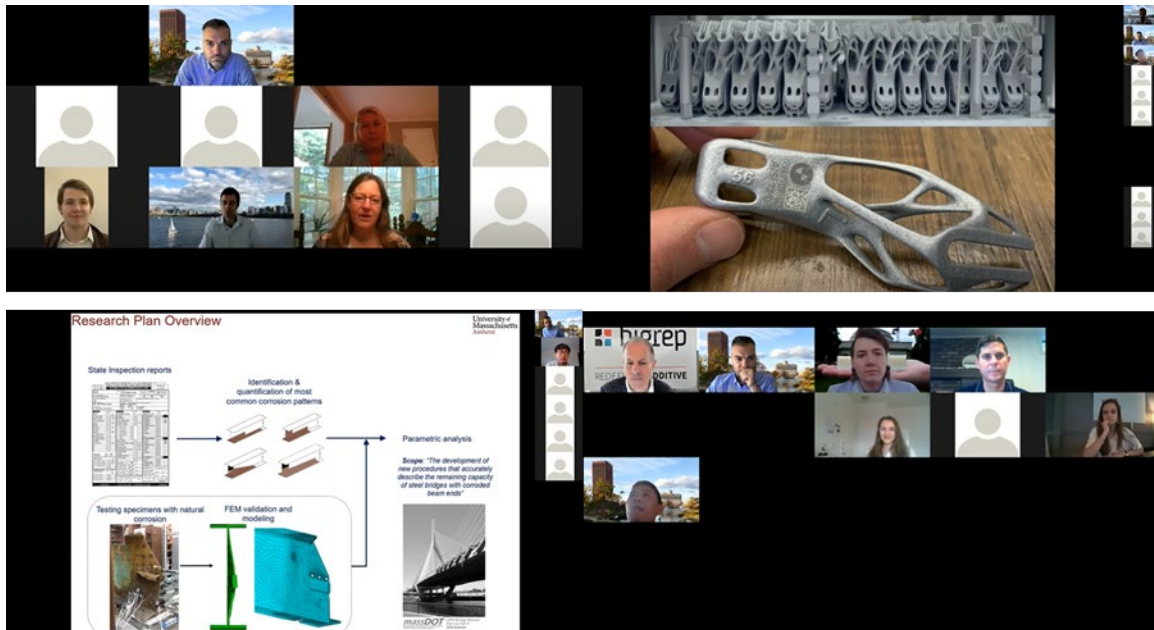 56
Research Plan Overview
University of
Massachusetts
Amherst
State Inspection reports
Identification &
quantification of most
common corrosion patterns
Parametric analysis
Scope: "The development of
new procedures that accurately
describe the remaining capacity
of steel bridges with corroded
beam ends"
Testing specimens with natural
corrosion
FEM validation and
modeling
massDOT
bigrep
REDE
ADDITIVE